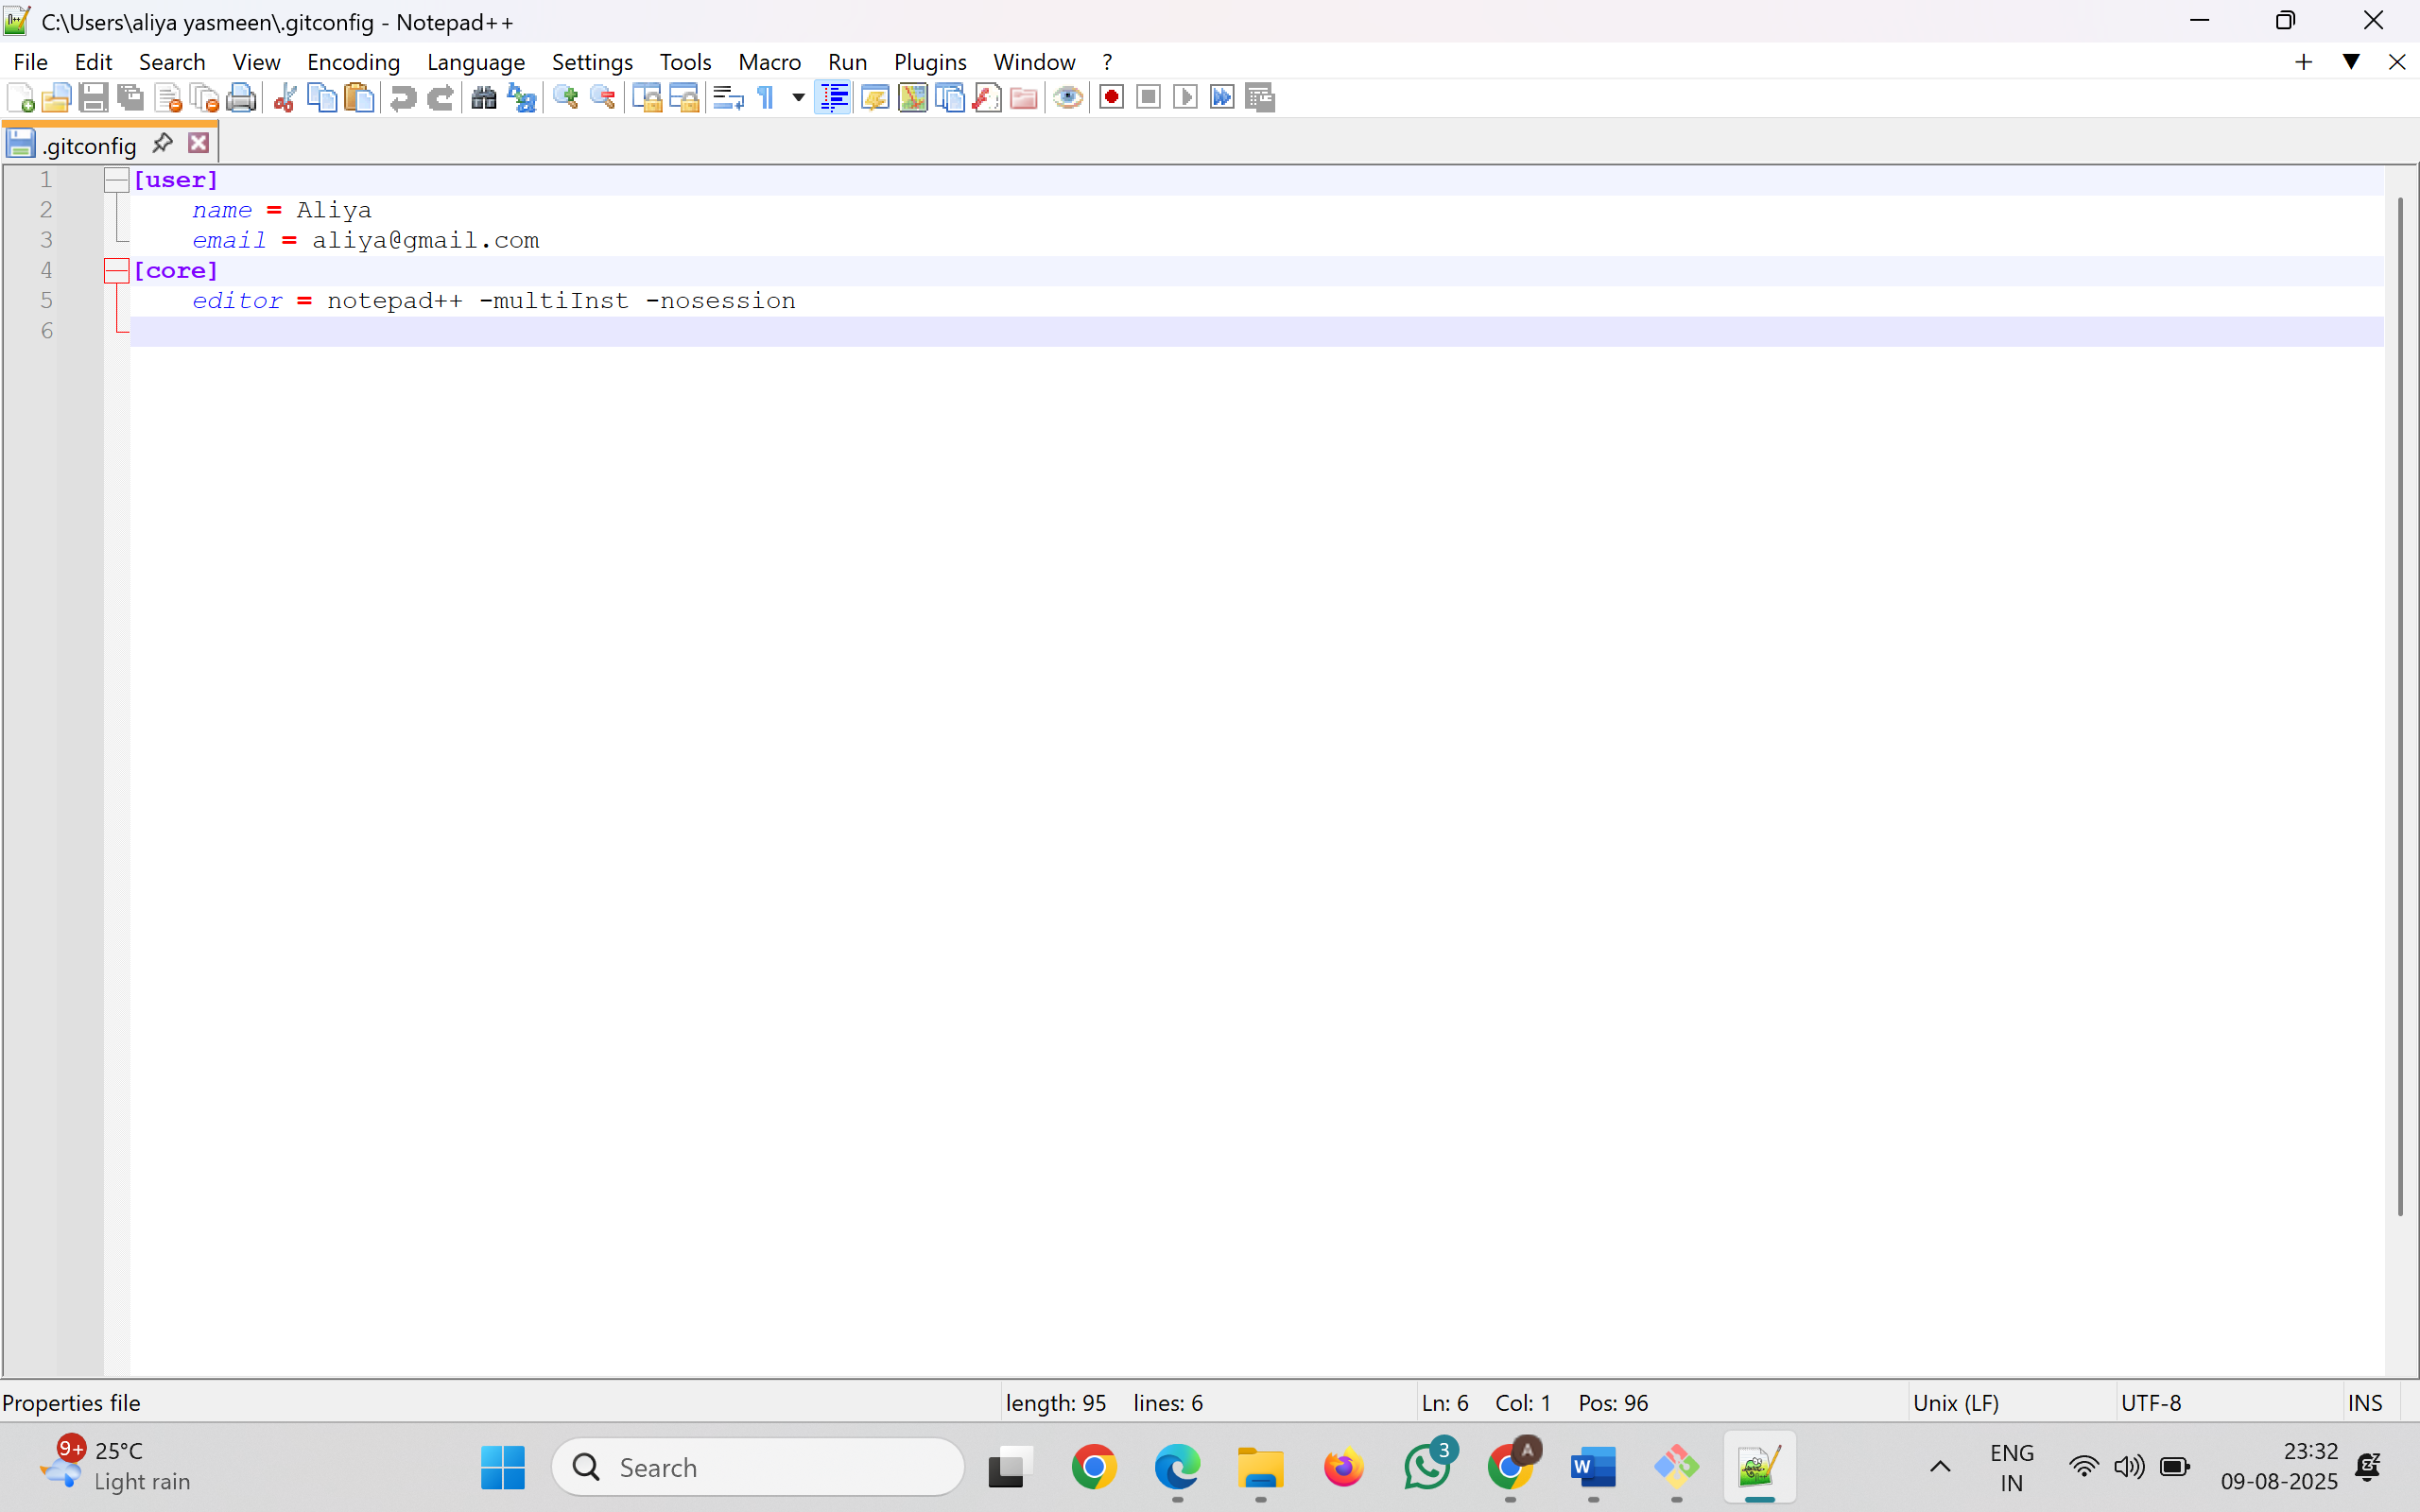 C:\Users\aliya yasmeen\.gitconfig - Notepad++
File Edit Search View Encoding Language Settings Tools Macro Run Plugins Window ?
.gitconfig
1 [user]
2 name = Aliya
3 email = aliya@gmail.com
4 [core]
5 editor = notepad++ -multiInst -nosession
6
Properties file length: 95 lines: 6 Ln: 6 Col: 1 Pos: 96 Unix (LF) UTF-8 INS
9+ 25°C
Light rain
Search
3
A
W
ENG
IN
23:32
09-08-2025